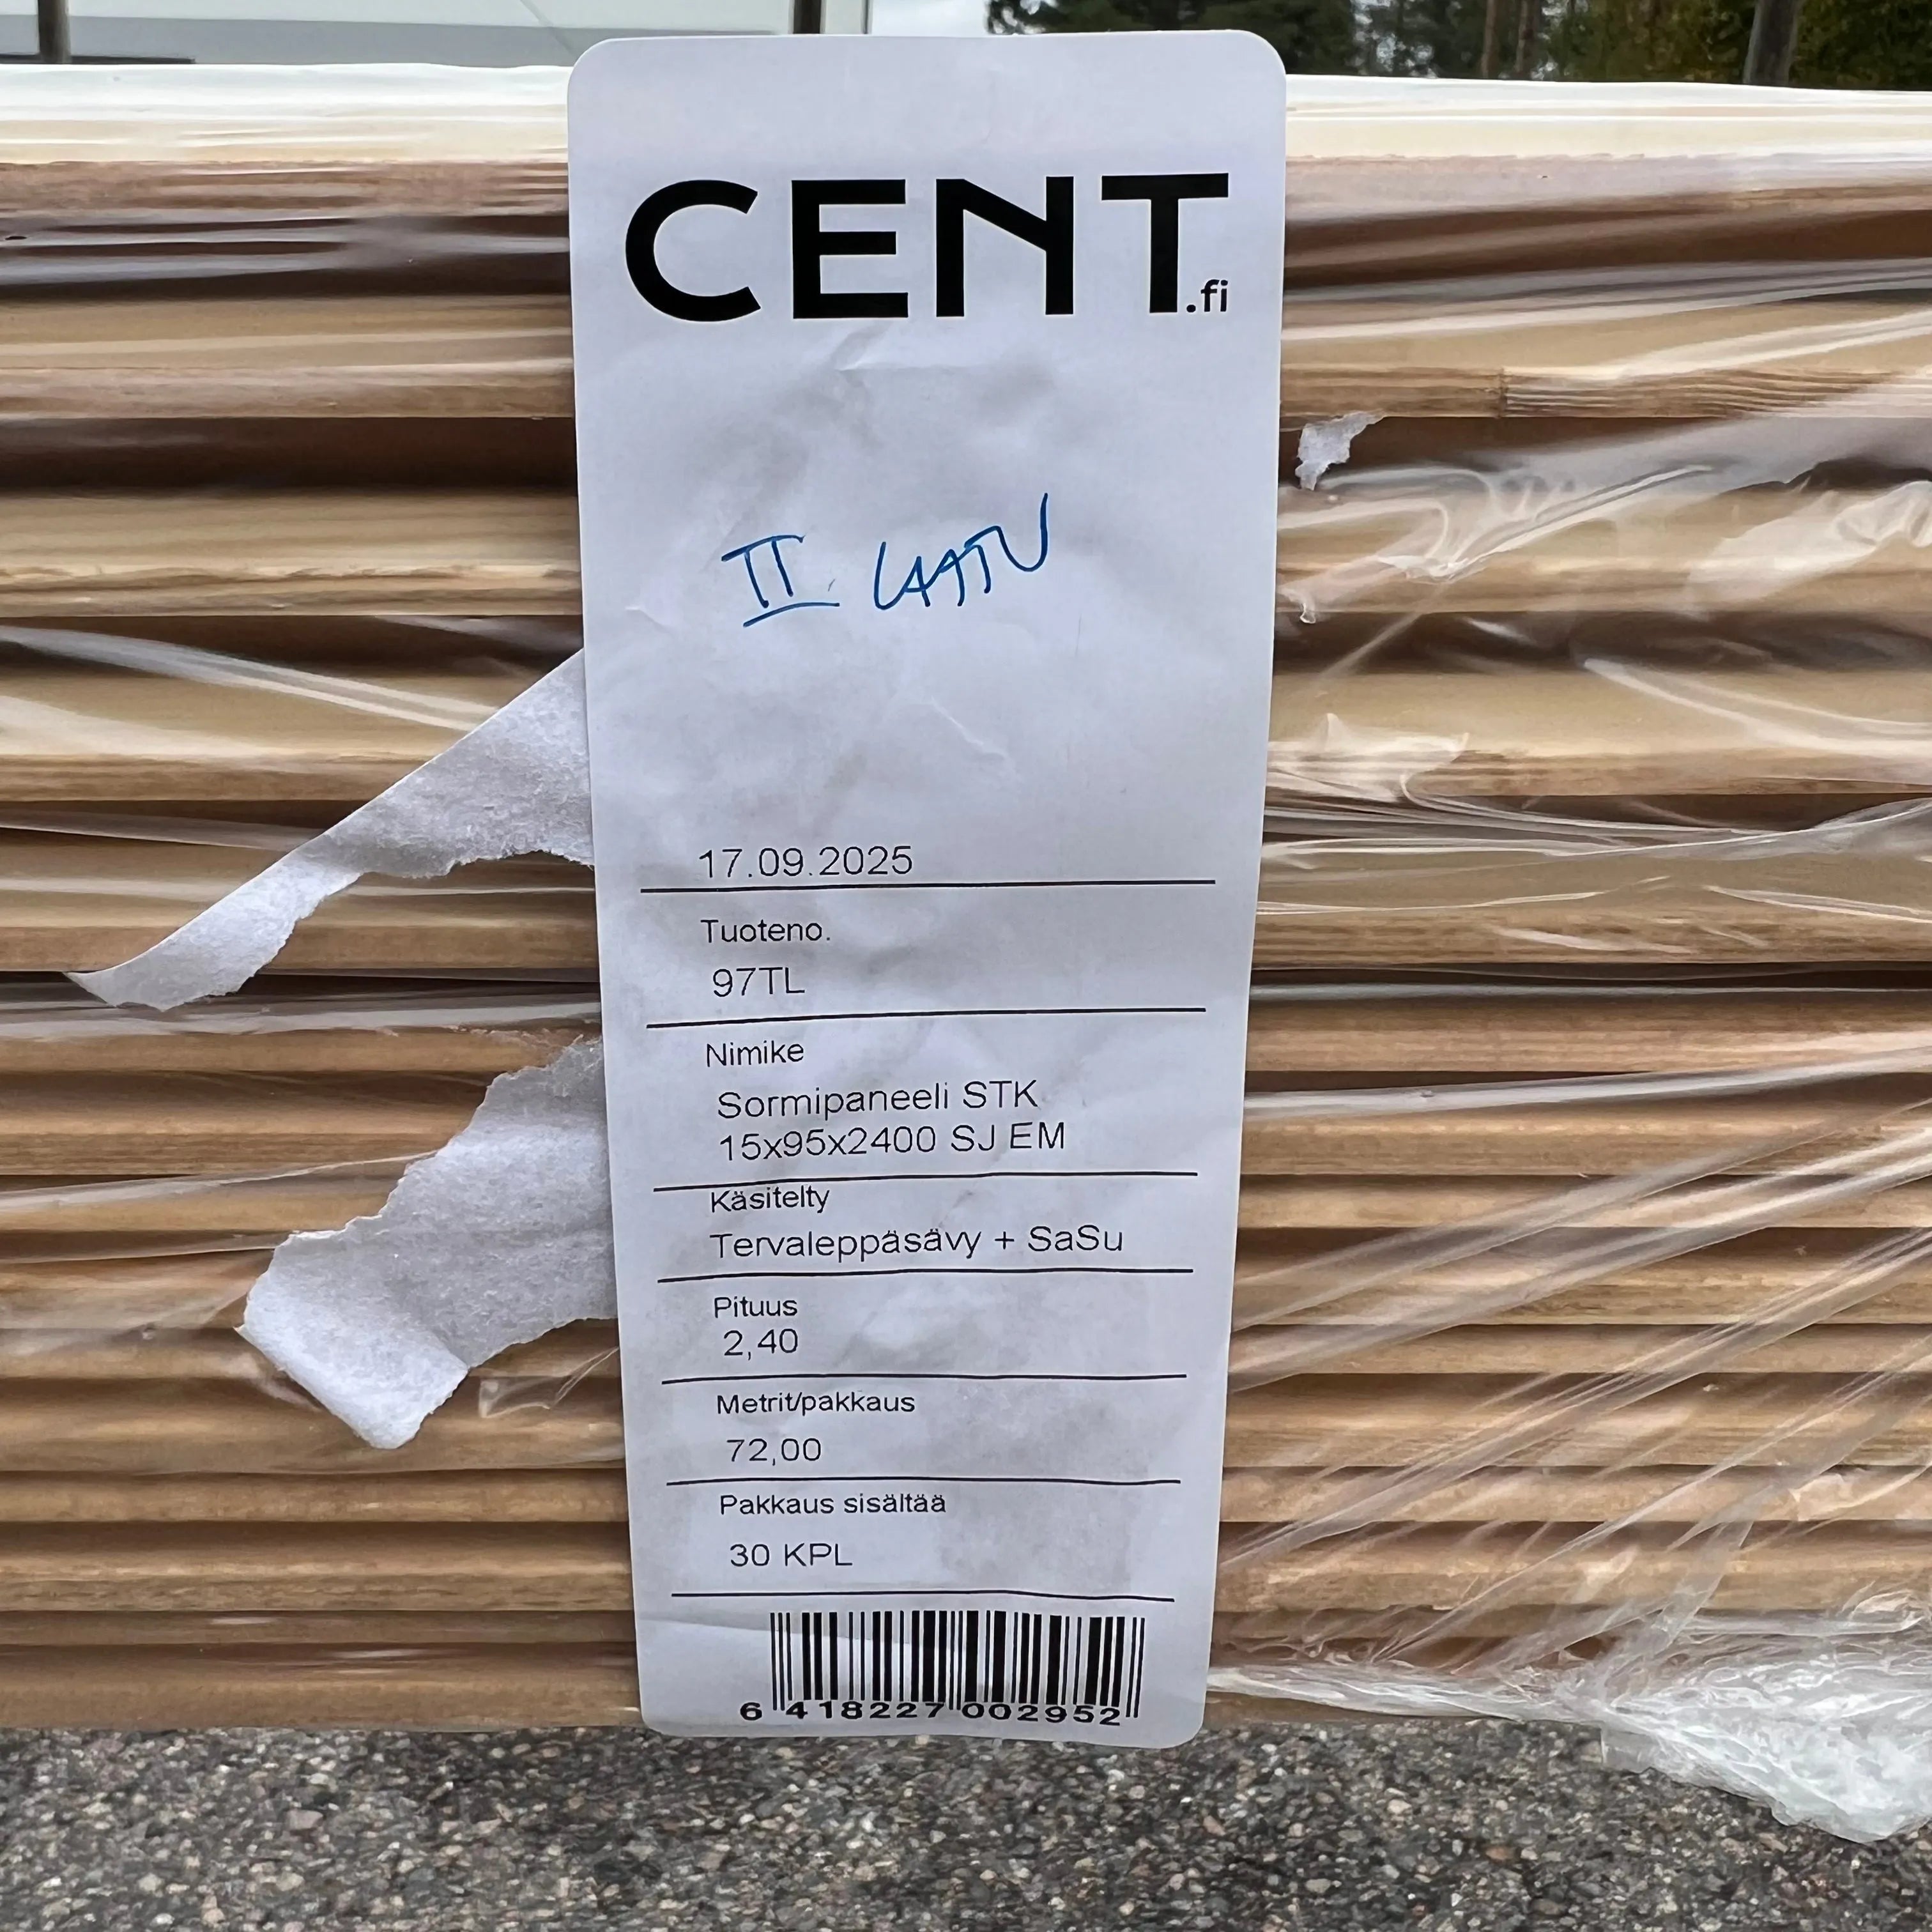 CENT.fi
II LAATU
17.09.2025
Tuoteno.
97TL
Nimike
Sormipaneeli STK
15x95x2400 SJ EM
Käsitelty
Tervaleppäsävy + SaSu
Pituus
2,40
Metrit/pakkaus
72,00
Pakkaus sisältää
30 KPL
6 418227 002952